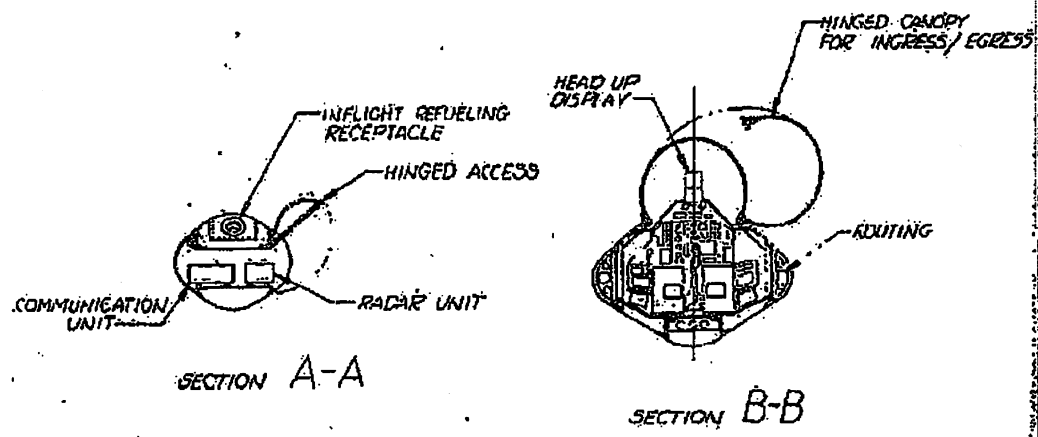 HINGED CANOPY
FOR INGRESS/EGRESS
HEAD UP
DISPLAY
INFLIGHT REFUELING
RECEPTACLE
HINGED ACCESS
ROUTING
COMMUNICATION
UNIT
RADAR UNIT
SECTION A-A
SECTION B-B